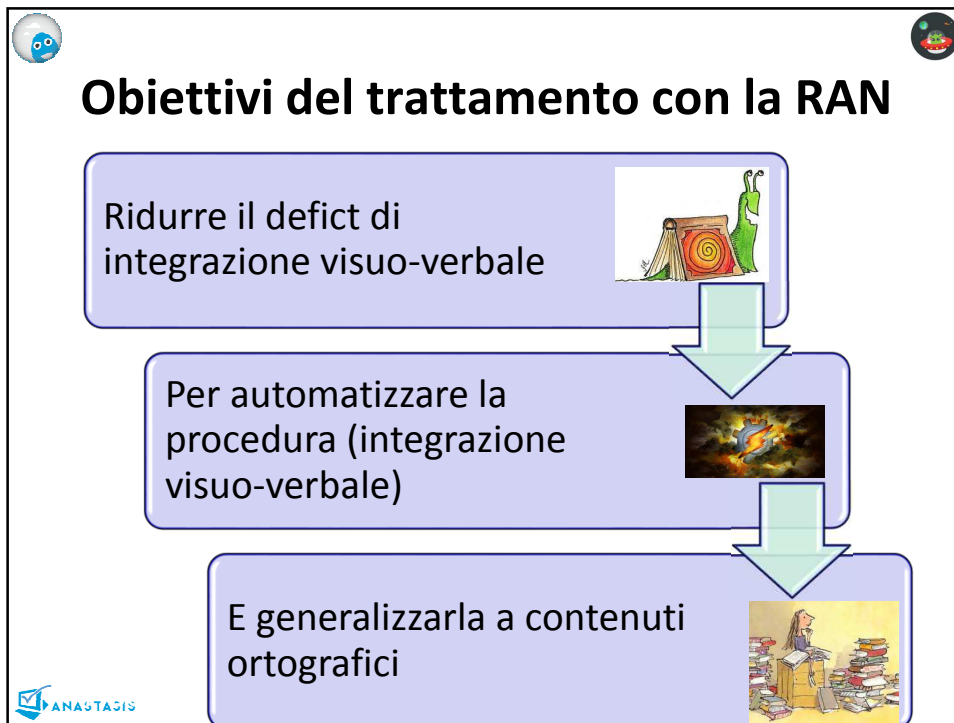 Obiettivi del trattamento con la RAN
Ridurre il defict di
integrazione visuo-verbale
Per automatizzare la
procedura (integrazione
visuo-verbale)
E generalizzarla a contenuti
ortografici
ANASTASIS